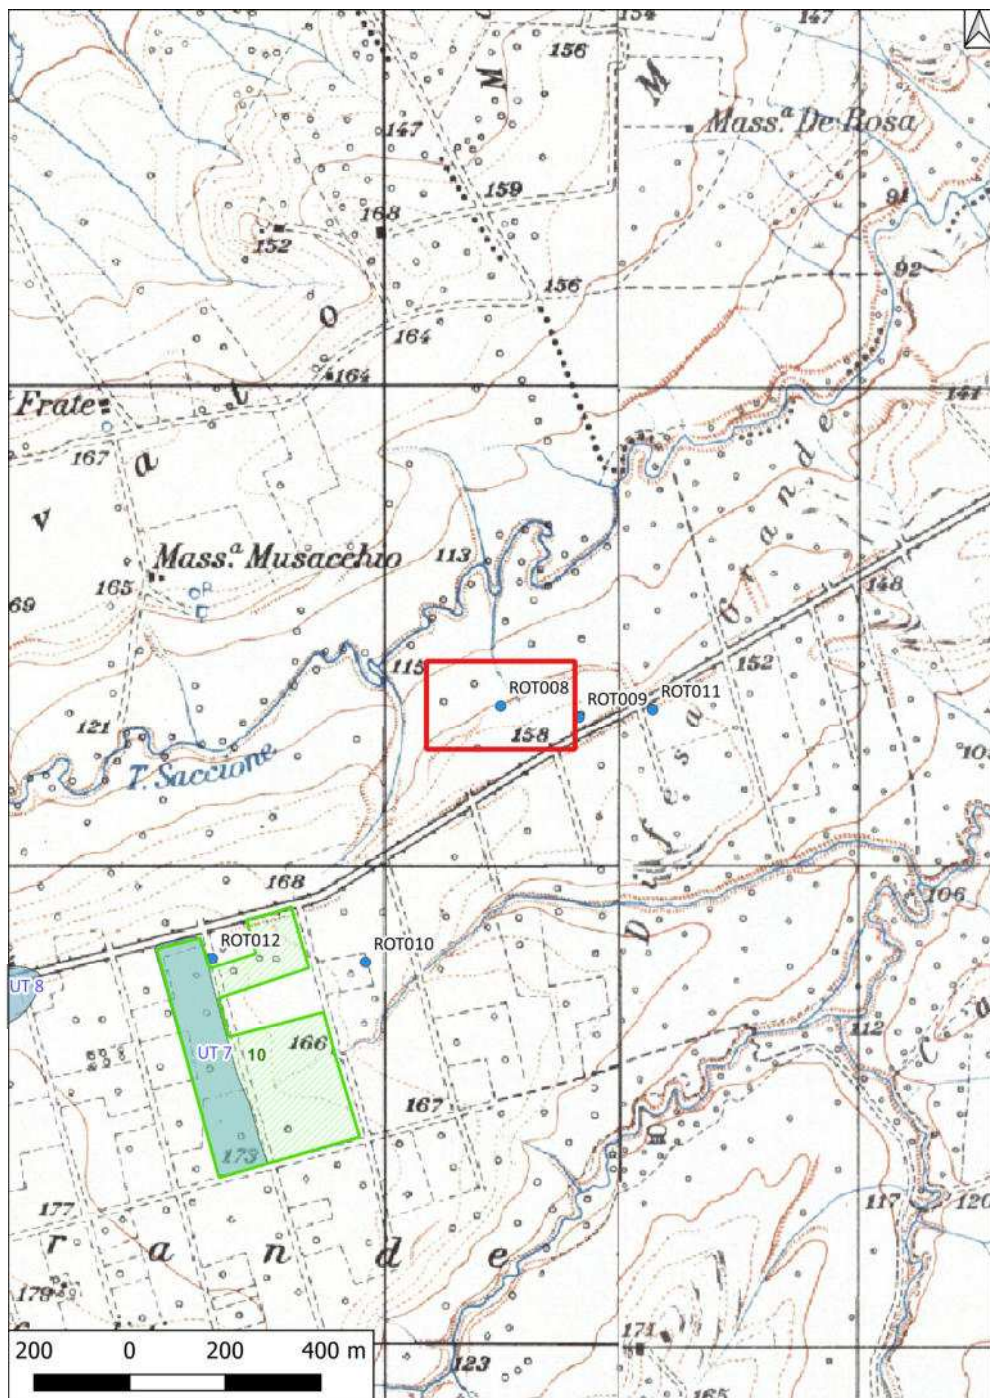 154
147
156
M
M
Mass.ª De Rosa
147
159
168
91
152
92
156
o
164
164
141
Frate
t
167
a
v
e
d
n
a
r
G
113
Mass.ª Musacchio
165
148
69
R
115
152
ROT008
ROT009
ROT011
a
121
158
s
T. Saccione
e
f
i
168
D
106
ROT012
ROT010
UT 8
112
UT 7
10
166
167
173
117
120
177
r a n d e
179
171
200 0 200 400 m
123
165